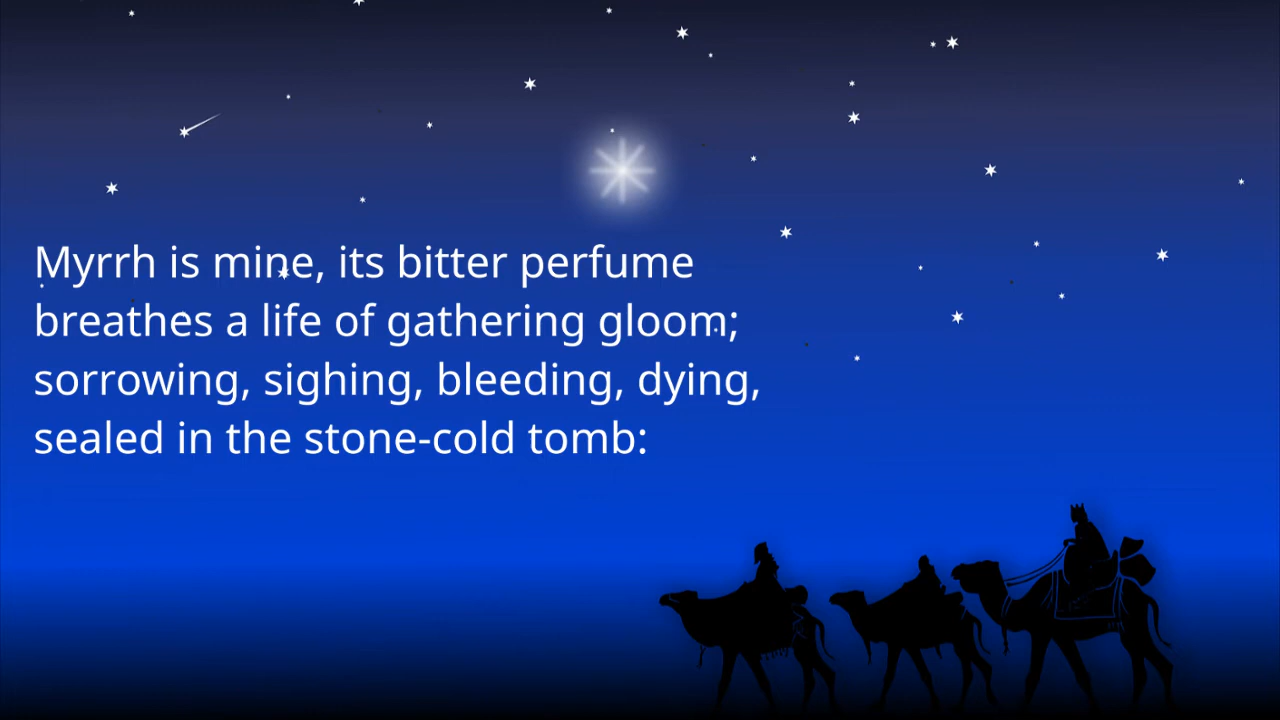 Myrrh is mine, its bitter perfume
breathes a life of gathering gloom;
sorrowing, sighing, bleeding, dying,
sealed in the stone-cold tomb: